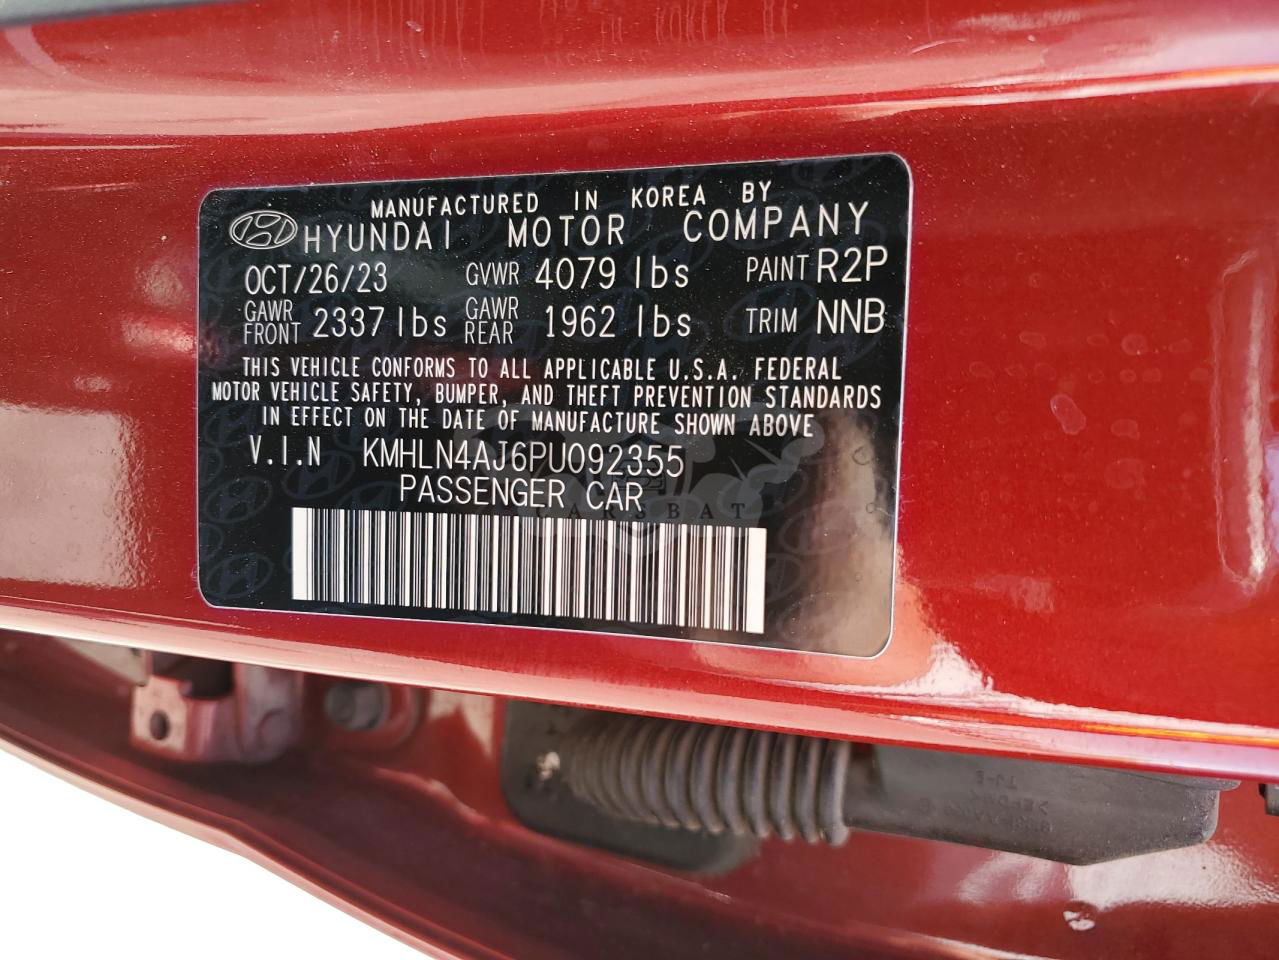 MANUFACTURED IN KOREA BY
HYUNDAI MOTOR COMPANY
OCT/26/23 GVWR 4079 lbs PAINT R2P
GAWR FRONT 2337 lbs GAWR REAR 1962 lbs TRIM NNB
THIS VEHICLE CONFORMS TO ALL APPLICABLE U.S.A. FEDERAL
MOTOR VEHICLE SAFETY, BUMPER, AND THEFT PREVENTION STANDARDS
IN EFFECT ON THE DATE OF MANUFACTURE SHOWN ABOVE
V.I.N KMHLN4AJ6PU092355
PASSENGER CAR
CARSBAT